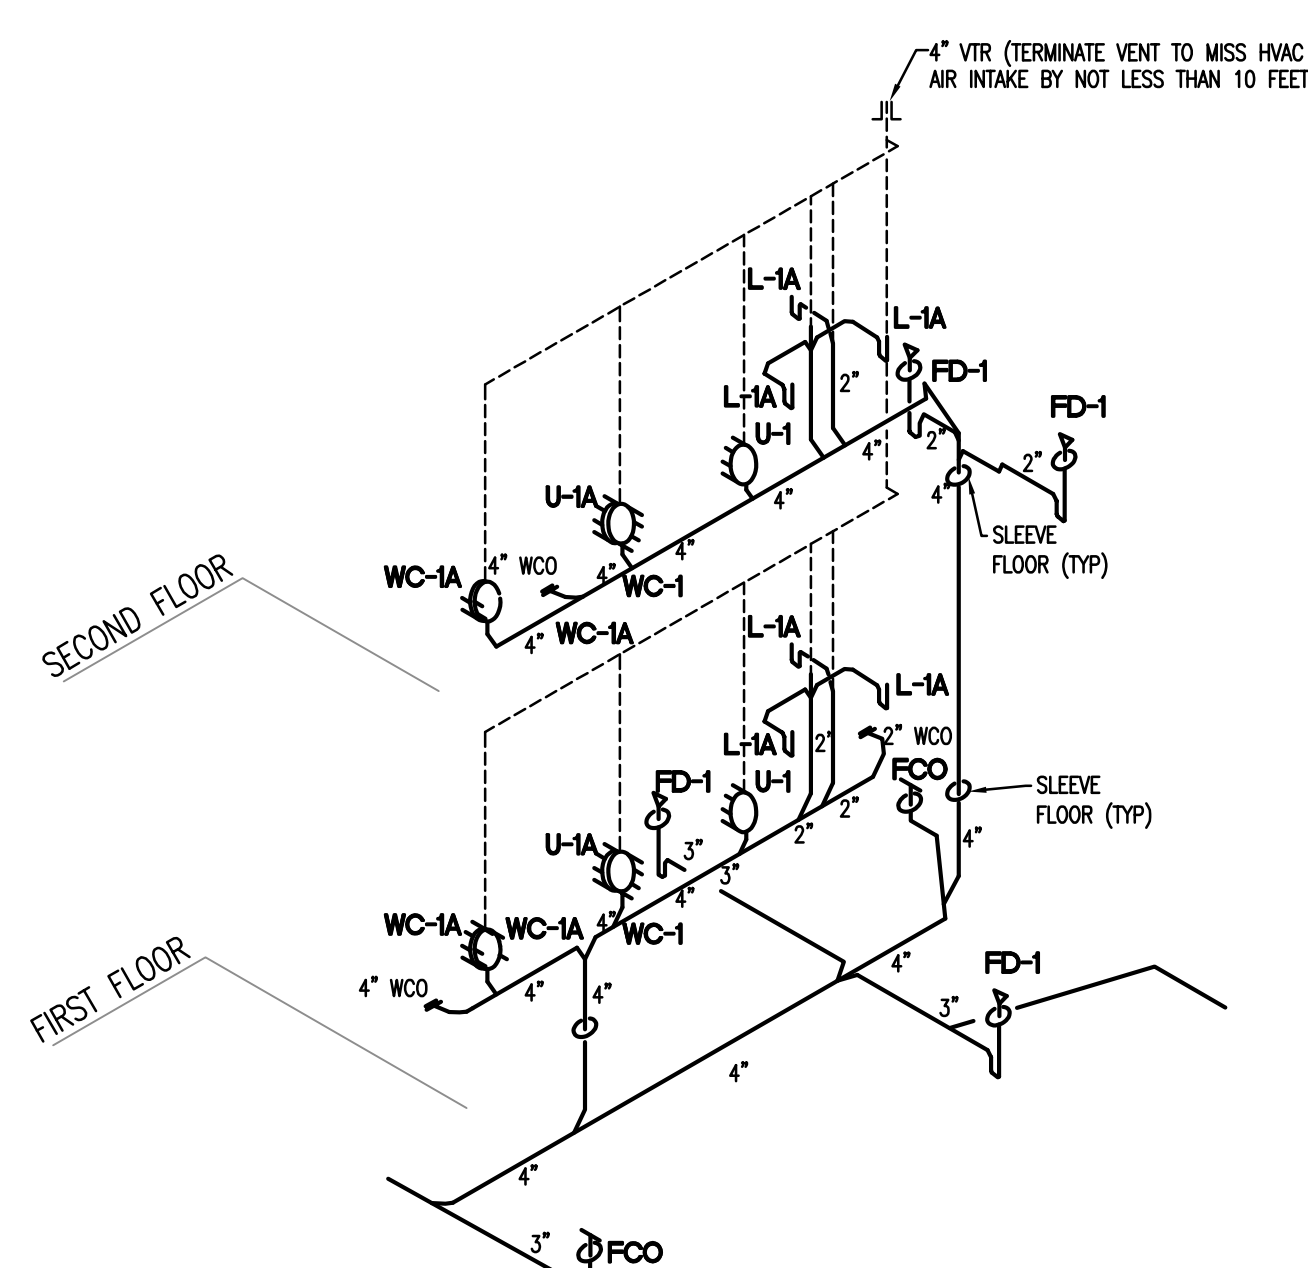 4" VTR (TERMINATE VENT TO MISS HVAC
AIR INTAKE BY NOT LESS THAN 10 FEET
L-1A
L-1A
FD-1
2"
L-1A
FD-1
U-1
2"
4"
2"
4"
4"
U-1A
SLEEVE
FLOOR (TYP)
4"
4" WCO
WC-1A
4"
WC-1
SECOND FLOOR
4"
WC-1A
L-1A
L-1A
2" WCO
L-1A
2"
FCO
FD-1
U-1
SLEEVE
FLOOR (TYP)
2"
2"
4"
U-1A
3"
3"
4"
WC-1A
WC-1A
4"
WC-1
FIRST FLOOR
4"
FD-1
4" WCO
4"
4"
3"
4"
4"
3"
FCO